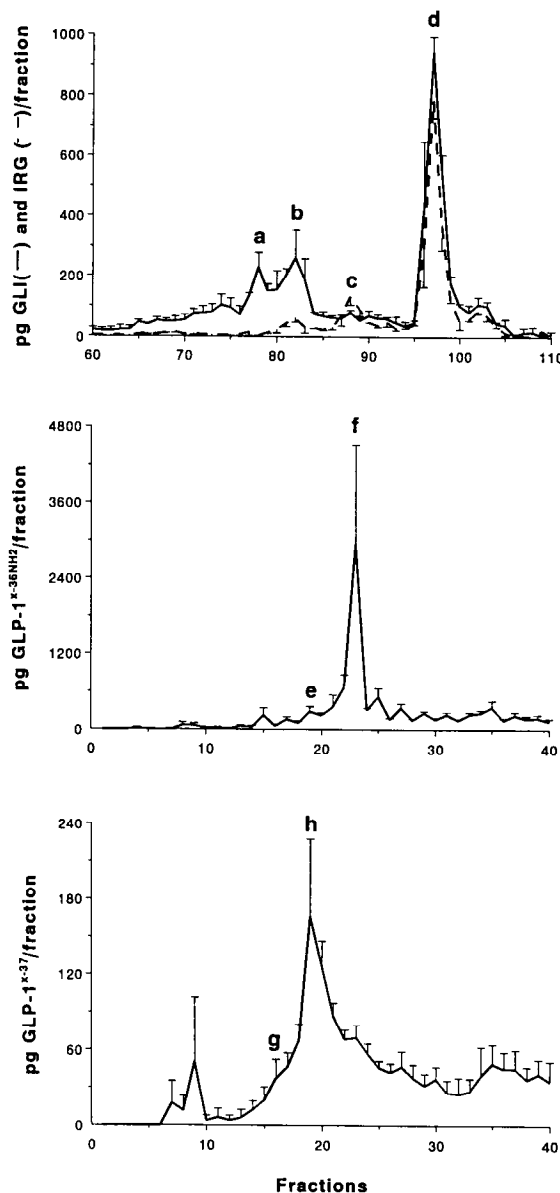 pg GLI(—) and IRG (- -)/fraction
1000
800
600
400
200
0
60 70 80 90 100 110
a
b
c
d
pg GLP-1x-36NH2/fraction
4800
3600
2400
1200
0
0 10 20 30 40
e
f
pg GLP-1x-37/fraction
240
180
120
60
0
0 10 20 30 40
g
h
Fractions